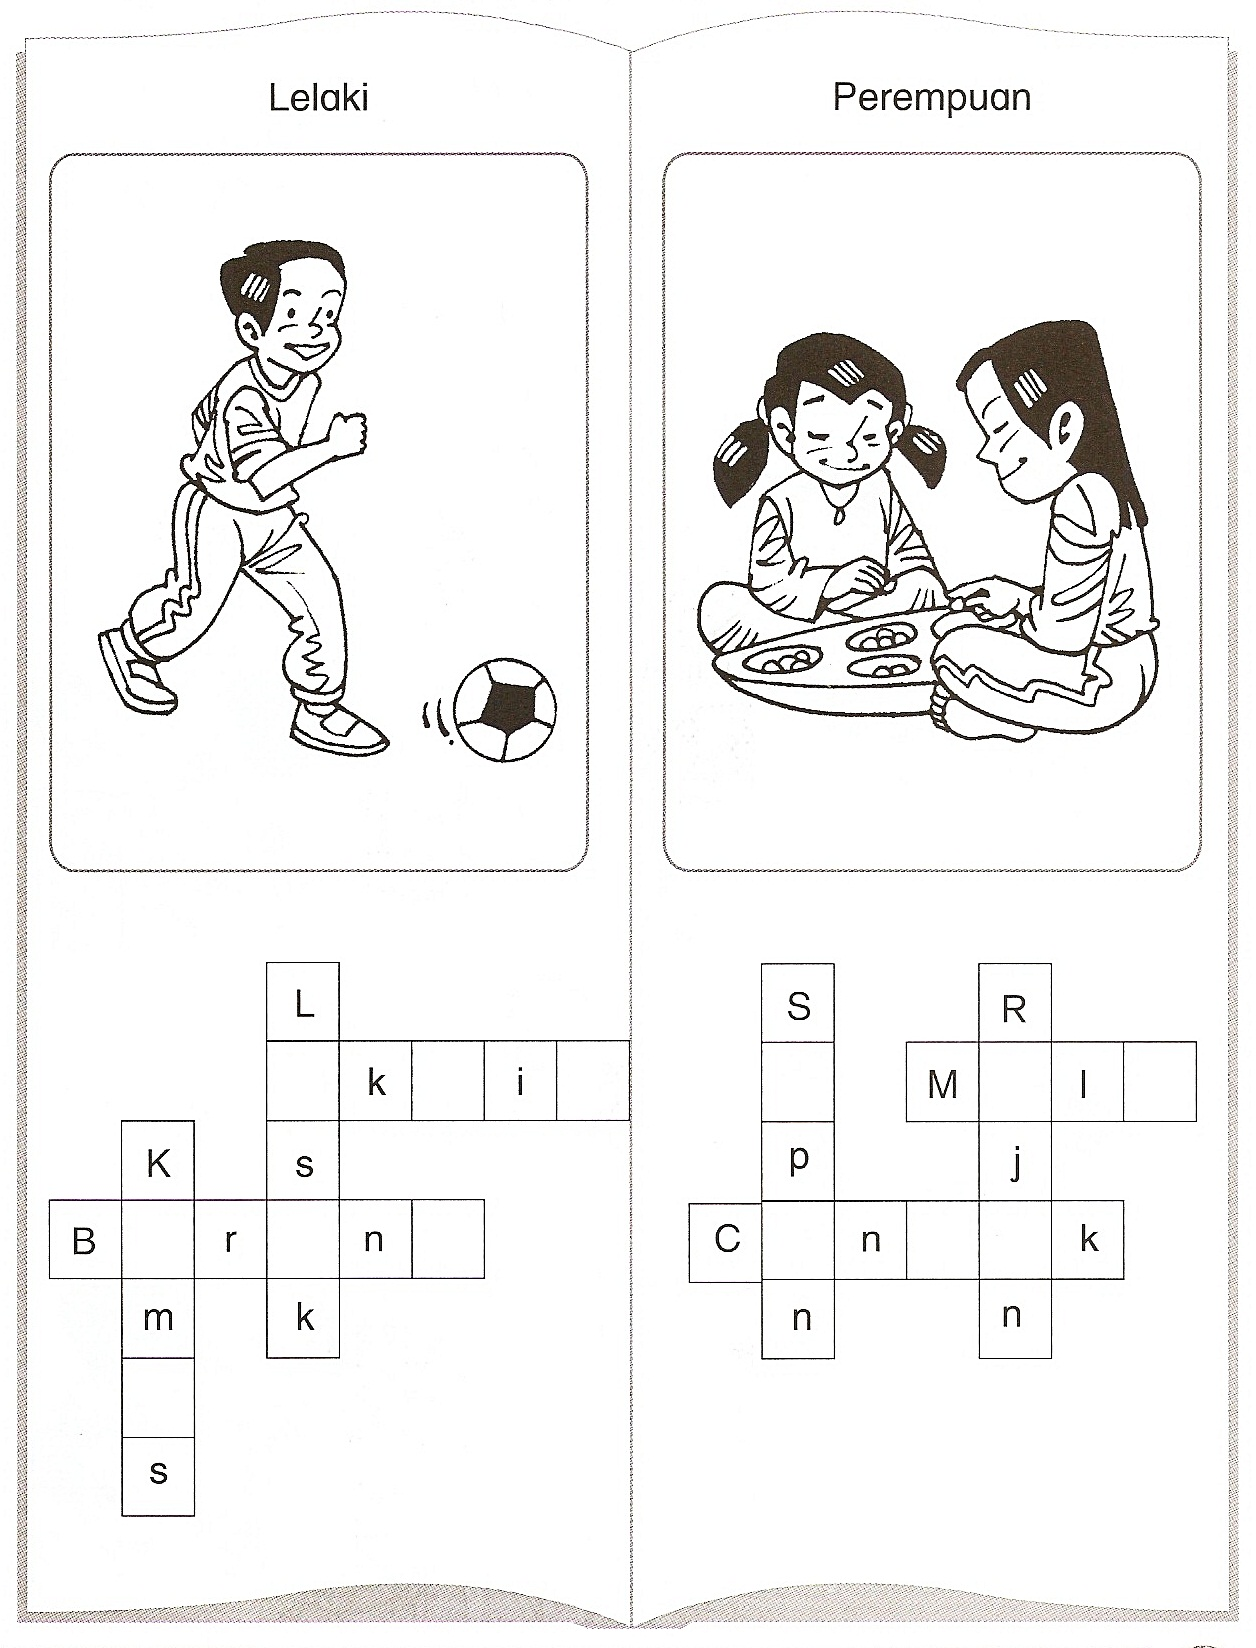 Lelaki
L
k i
K s
B r n
m k
s
Perempuan
S R
M l
p j
C n k
n n